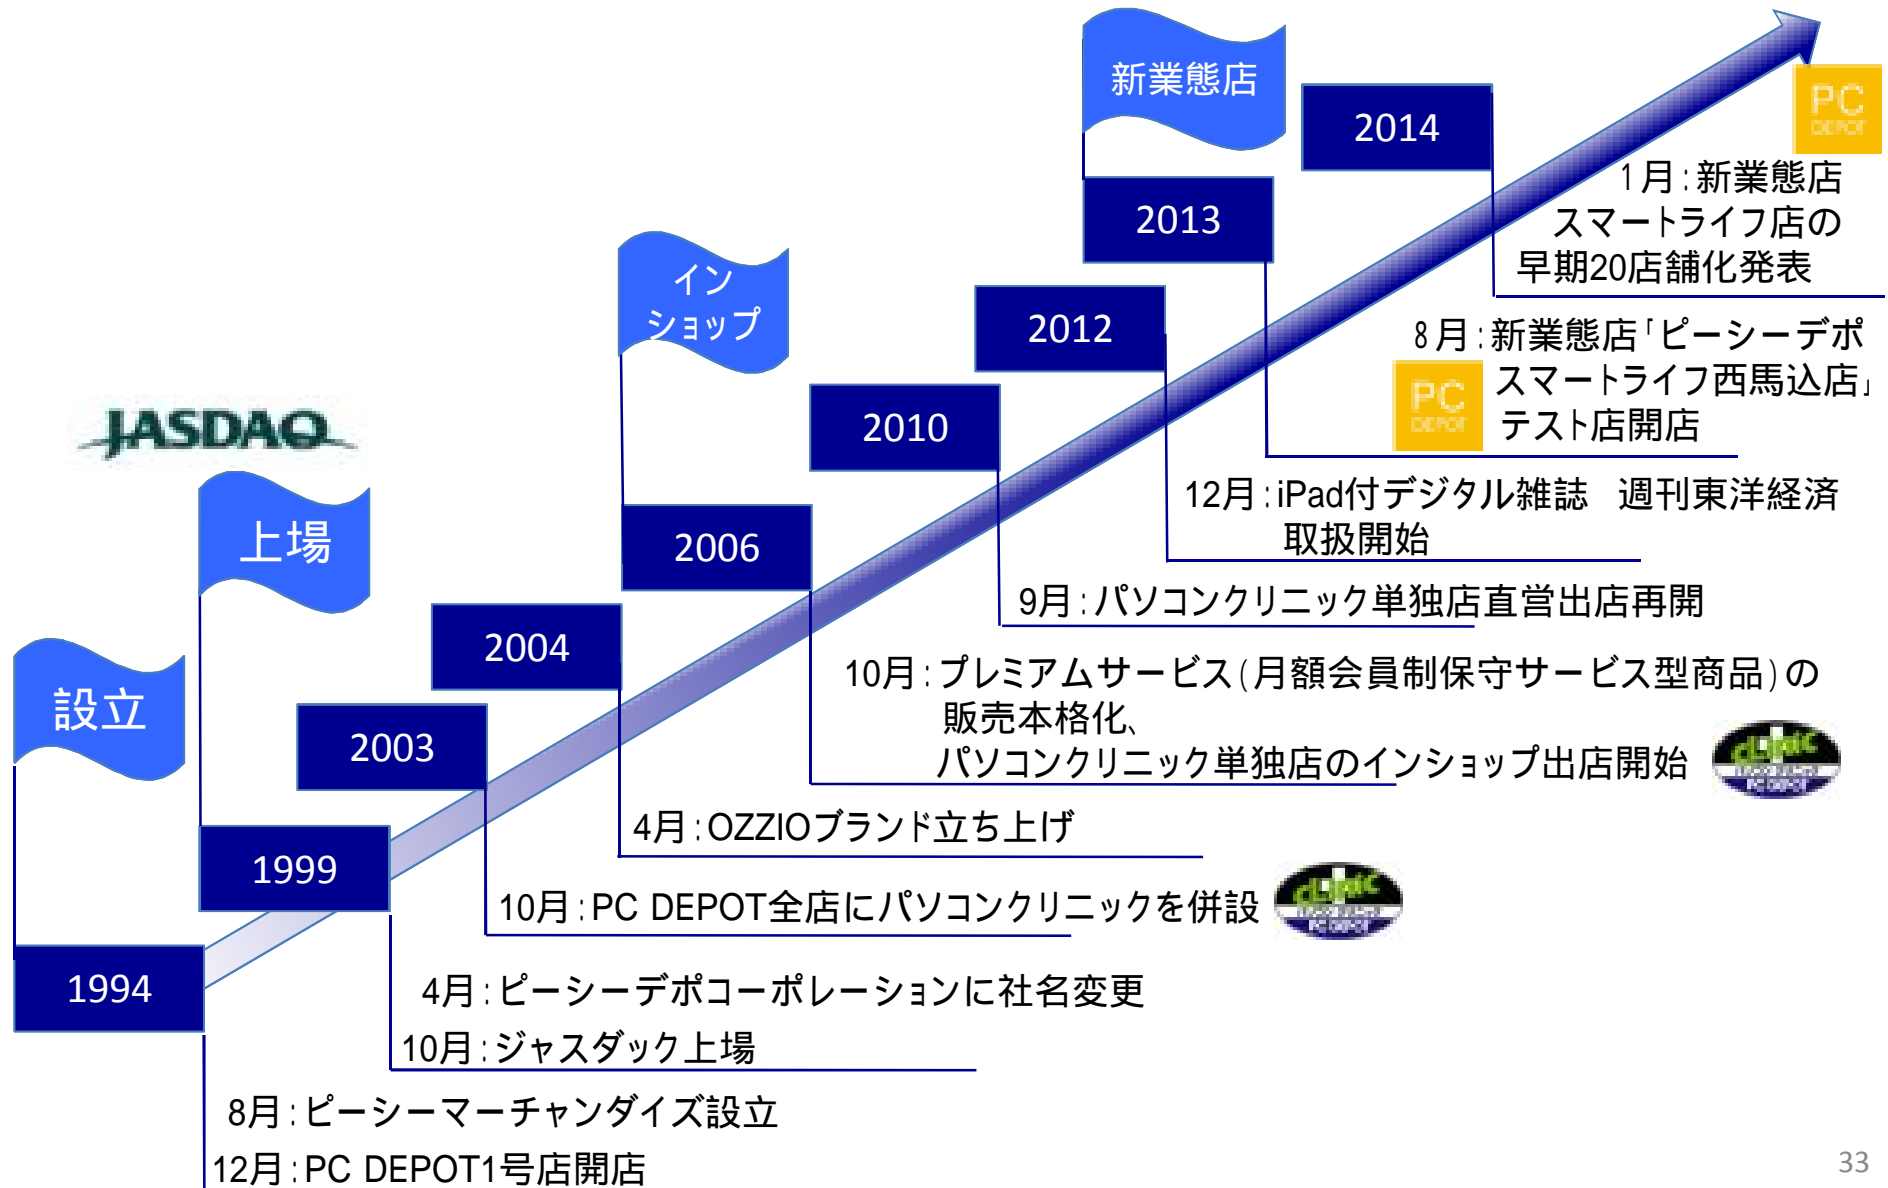 新業態店
2014
PC
DEPOT
1月:新業態店
スマートライフ店の
早期20店舗化発表
2013
8月:新業態店「ピーシーデポ
スマートライフ西馬込店」
テスト店開店
PC
DEPOT
イン
ショップ
2012
12月:iPad付デジタル雑誌 週刊東洋経済
取扱開始
2010
9月:パソコンクリニック単独店直営出店再開
JASDAQ
上場
2006
10月:プレミアムサービス(月額会員制保守サービス型商品)の
販売本格化、
パソコンクリニック単独店のインショップ出店開始
cLinic
PC DEPOT
2004
4月:OZZIOブランド立ち上げ
設立
2003
10月:PC DEPOT全店にパソコンクリニックを併設
cLinic
PC DEPOT
1999
4月:ピーシーデポコーポレーションに社名変更
10月:ジャスダック上場
1994
8月:ピーシーマーチャンダイズ設立
12月:PC DEPOT1号店開店
33